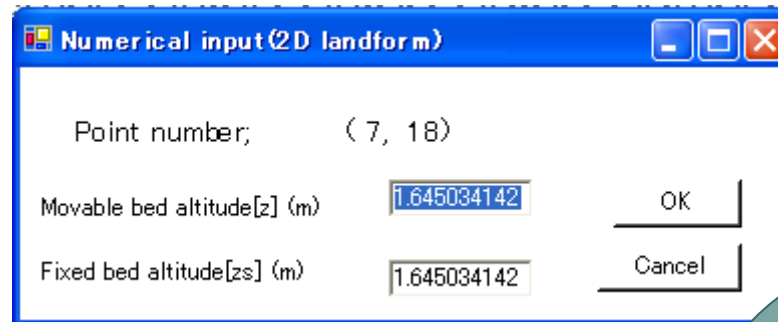 Numerical input(2D landform)
Point number; ( 7, 18)
Movable bed altitude[z] (m) 1.645034142 OK
Fixed bed altitude[zs] (m) 1.645034142 Cancel